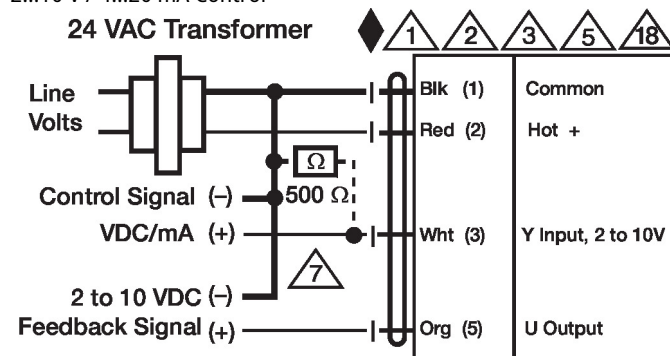 24 VAC Transformer
1 2 3 5 18
Line Volts
Blk (1) Common
Red (2) Hot +
Ω
500 Ω
Control Signal (–)
VDC/mA (+)
Wht (3) Y Input, 2 to 10V
7
2 to 10 VDC (–)
Feedback Signal (+)
Org (5) U Output